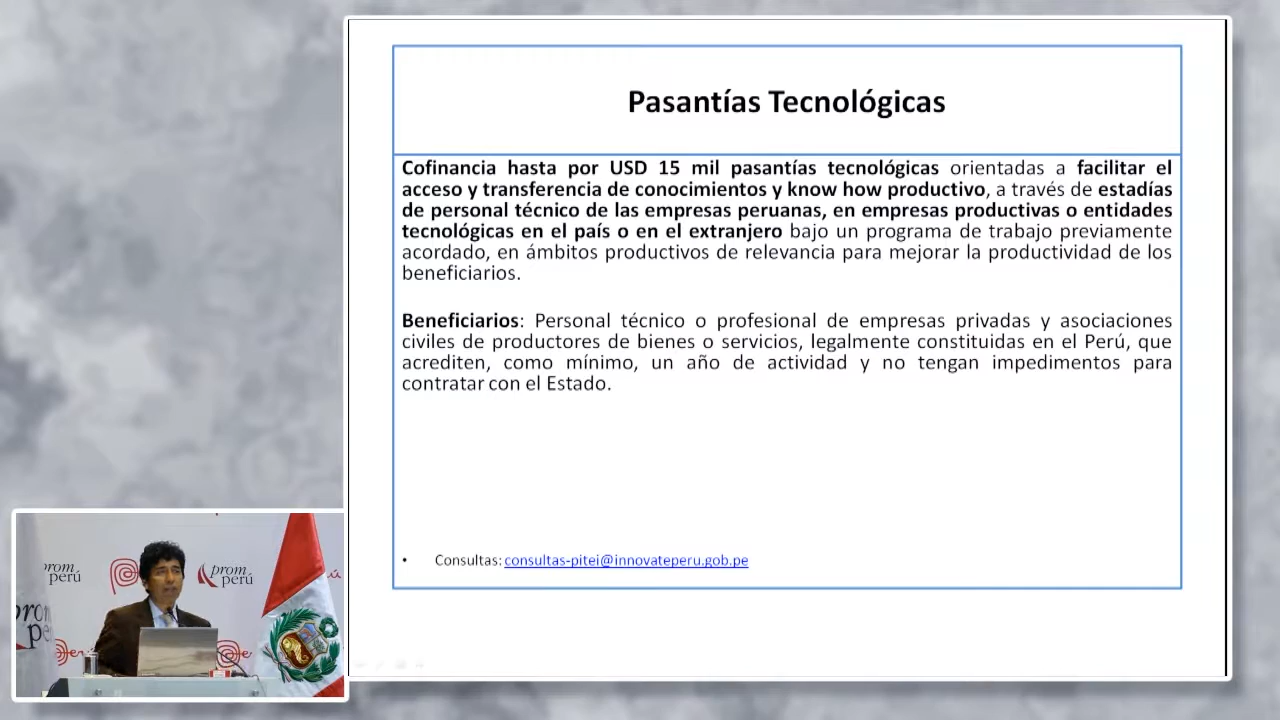 Pasantías Tecnológicas
Cofinancia hasta por USD 15 mil pasantías tecnológicas orientadas a facilitar el
acceso y transferencia de conocimientos y know how productivo, a través de estadías
de personal técnico de las empresas peruanas, en empresas productivas o entidades
tecnológicas en el país o en el extranjero bajo un programa de trabajo previamente
acordado, en ámbitos productivos de relevancia para mejorar la productividad de los
beneficiarios.
Beneficiarios: Personal técnico o profesional de empresas privadas y asociaciones
civiles de productores de bienes o servicios, legalmente constituidas en el Perú, que
acrediten, como mínimo, un año de actividad y no tengan impedimentos para
contratar con el Estado.
• Consultas: consultas-pitei@innovateperu.gob.pe
prom
perú
prom
perú